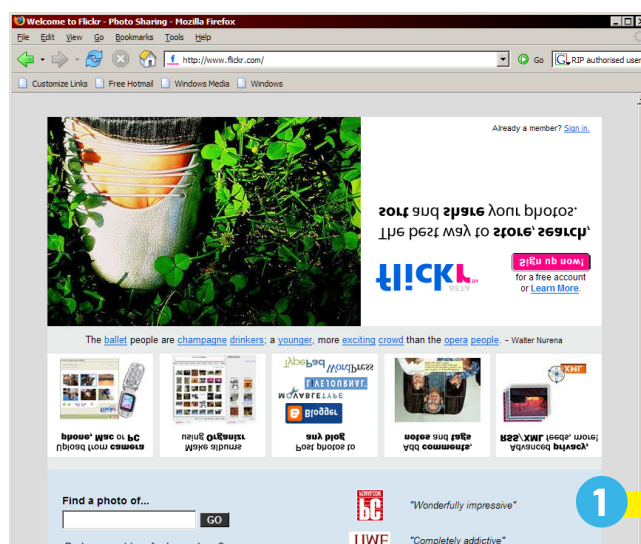 Welcome to Flickr - Photo Sharing - Mozilla Firefox
File Edit View Go Bookmarks Tools Help
http://www.flickr.com/ Go G RIP authorised user
Customize Links Free Hotmail Windows Media Windows
Already a member? Sign in.
sort and share your photos.
The best way to store, search,
flickr BETA
Sign up now!
for a free account
or Learn More.
The ballet people are champagne drinkers; a younger, more exciting crowd than the opera people. - Walter Nurena
TypePad WordPress
LIVEJOURNAL
MOVABLETYPE
Blogger
XML
phone, Mac or PC
Upload from camera
using Organizr
Make albums
any blog
Post photos to
notes and tags
Add comments,
RSS/XML feeds, more!
Advanced privacy,
Find a photo of...
GO
PC
"Wonderfully impressive"
TIME
"Completely addictive"
1